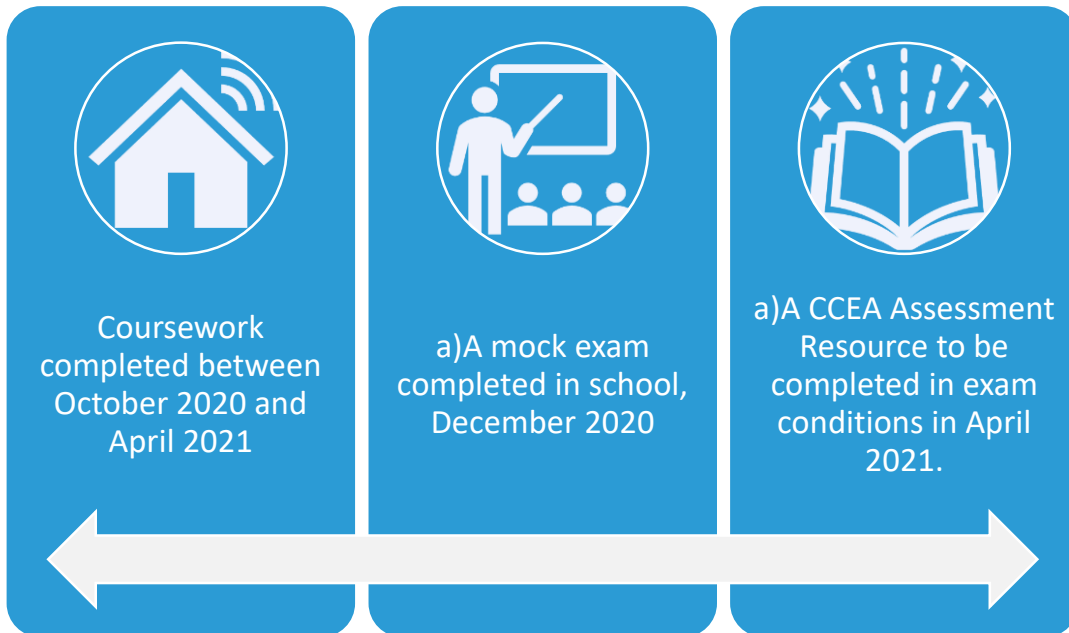 Coursework
completed between
October 2020 and
April 2021
a)A mock exam
completed in school,
December 2020
a)A CCEA Assessment
Resource to be
completed in exam
conditions in April
2021.